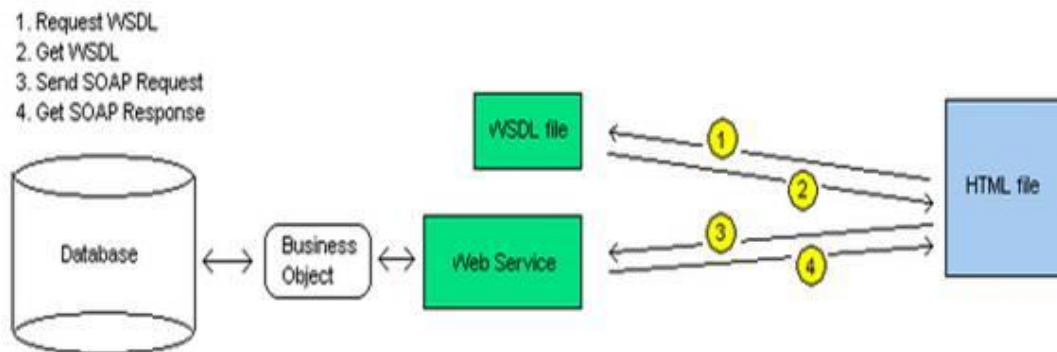 1. Request WSDL
2. Get WSDL
3. Send SOAP Request
4. Get SOAP Response
WSDL file
1
2
HTML file
Database
Business
Object
Web Service
3
4